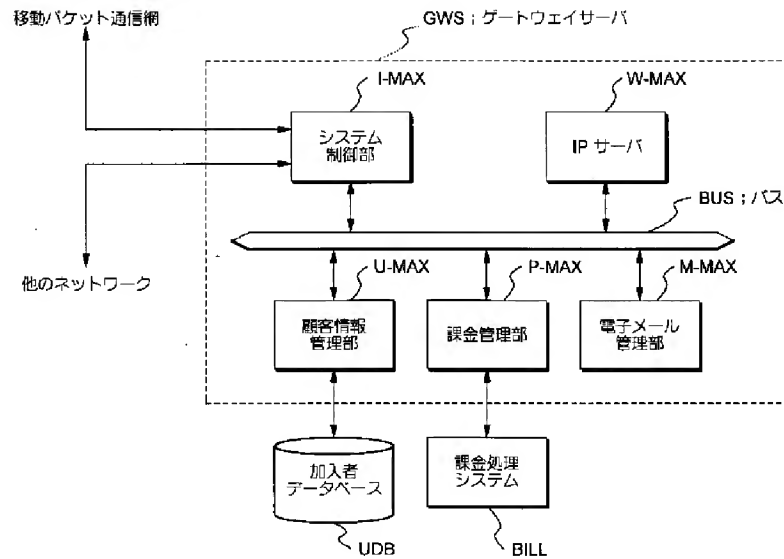 移動パケット通信網
GWS ; ゲートウェイサーバ
I-MAX
W-MAX
システム
制御部
IP サーバ
BUS ; バス
他のネットワーク
U-MAX
P-MAX
M-MAX
顧客情報
管理部
課金管理部
電子メール
管理部
加入者
データベース
課金処理
システム
UDB
BILL